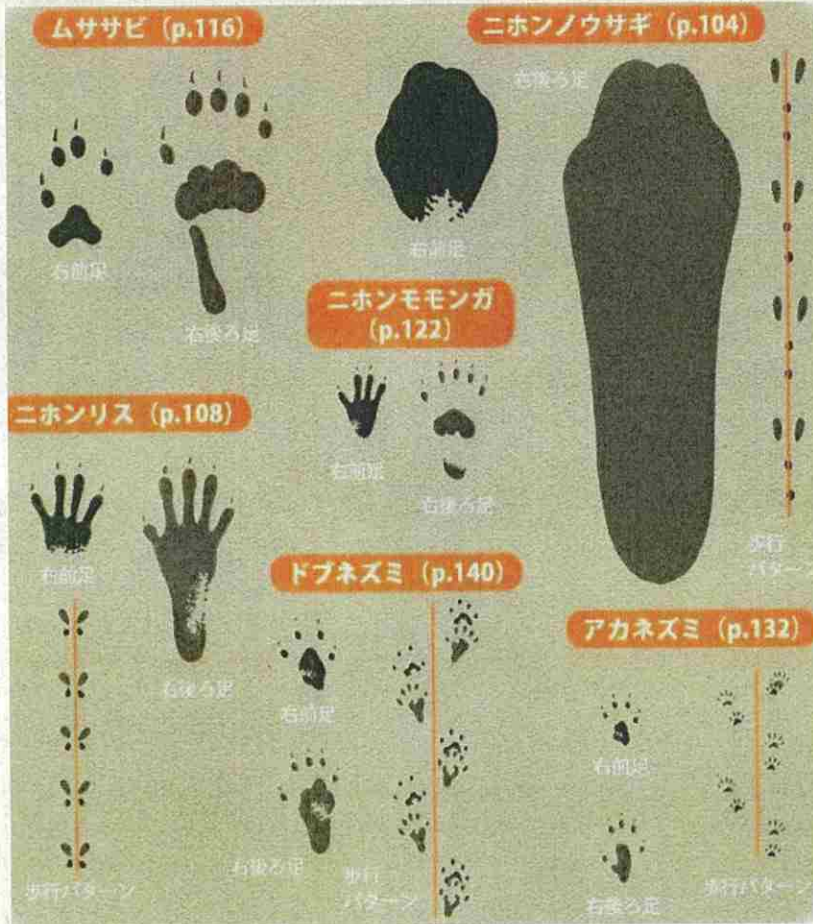 ムササビ（p.116）
右前足
右後ろ足
ニホンノウサギ（p.104）
右後ろ足
右前足
歩行
パターン
ニホンモモンガ
（p.122）
右前足
右後ろ足
ニホンリス（p.108）
右前足
右後ろ足
歩行パターン
ドブネズミ（p.140）
右前足
右後ろ足
歩行
パターン
アカネズミ（p.132）
右前足
右後ろ足
歩行パターン